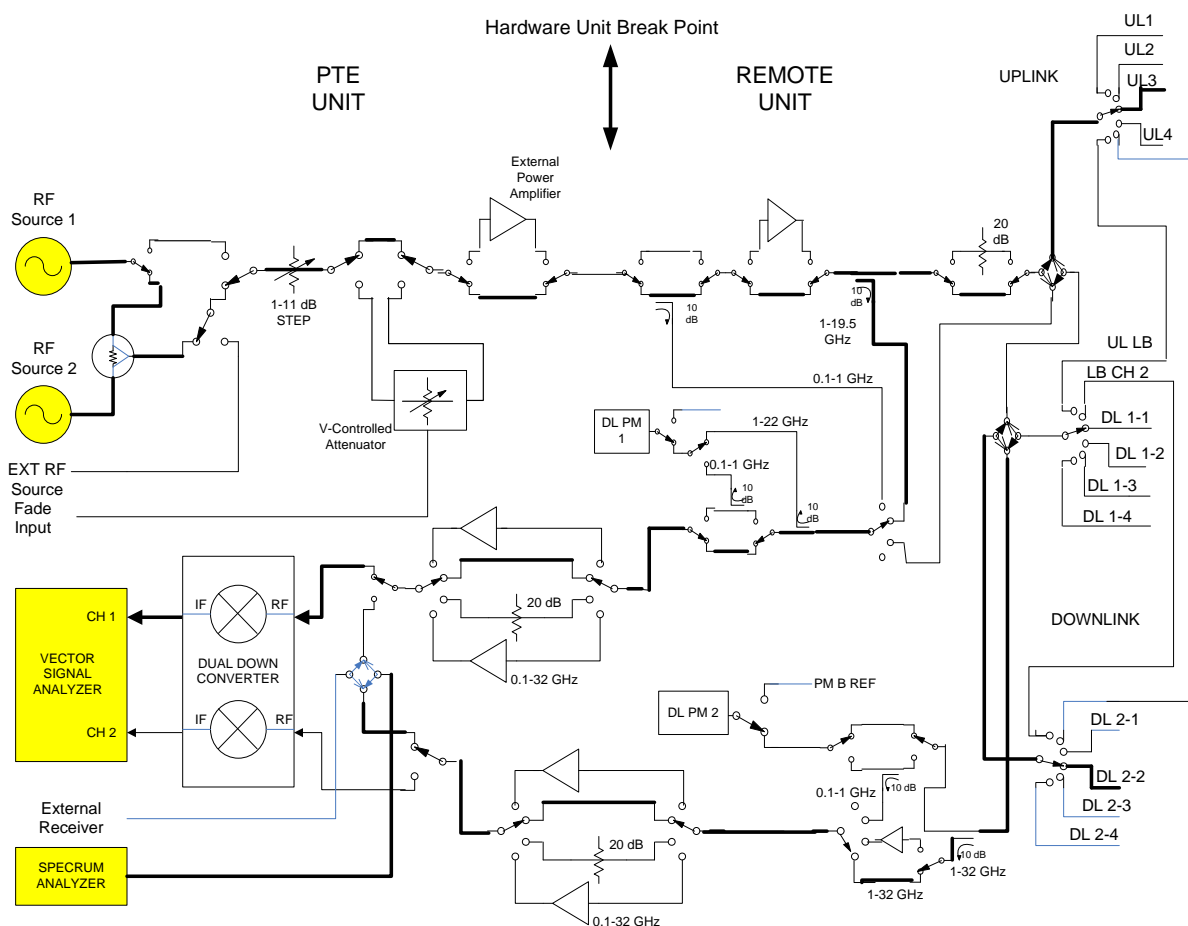 Hardware Unit Break Point
PTE
UNIT
REMOTE
UNIT
UPLINK
UL1
UL2
UL3
UL4
External
Power
Amplifier
RF
Source 1
1-11 dB
STEP
20
dB
10
dB
10
dB
1-19.5
GHz
RF
Source 2
V-Controlled
Attenuator
0.1-1 GHz
UL LB
LB CH 2
DL PM
1
1-22 GHz
0.1-1 GHz
10
dB
10
dB
DL 1-1
DL 1-2
DL 1-3
DL 1-4
EXT RF
Source
Fade
Input
20 dB
0.1-32 GHz
CH 1
IF
RF
VECTOR
SIGNAL
ANALYZER
DUAL DOWN
CONVERTER
IF
RF
CH 2
DOWNLINK
PM B REF
DL PM 2
DL 2-1
DL 2-2
DL 2-3
DL 2-4
0.1-1 GHz
10 dB
10 dB
1-32 GHz
1-32 GHz
External
Receiver
SPECRUM
ANALYZER
20 dB
0.1-32 GHz